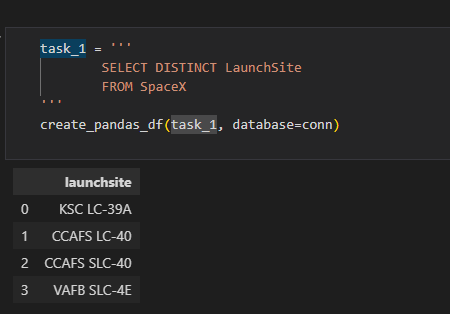 task_1 = '''
SELECT DISTINCT LaunchSite
FROM SpaceX
'''
create_pandas_df(task_1, database=conn)
launchsite
0 KSC LC-39A
1 CCAFS LC-40
2 CCAFS SLC-40
3 VAFB SLC-4E